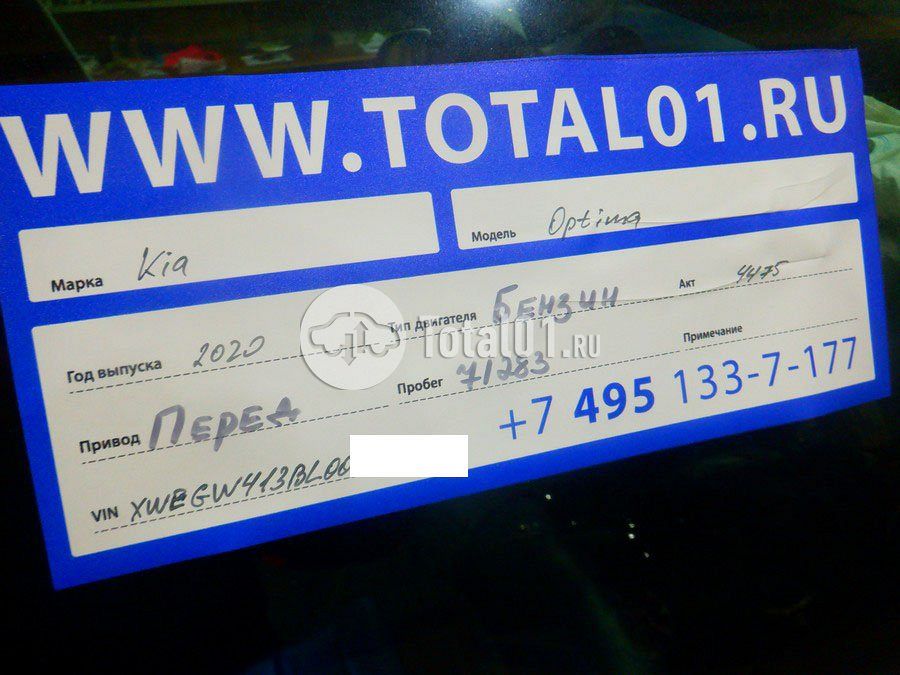 WWW.TOTAL01.RU
Марка Kia Модель Optima
Год выпуска 2020 Тип двигателя Бензин Акт 4475
Total01.RU
Привод Перед Пробег 71283 Примечание
+7 495 133-7-177
VIN XWEGW413BL00